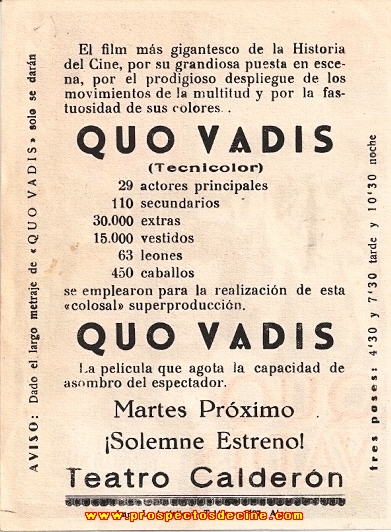 El film más gigantesco de la Historia
del Cine, por su grandiosa puesta en esce-
na, por el prodigioso despliegue de los
movimientos de la multitud y por la fas-
tuosidad de sus colores..
QUO VADIS
(Tecnicolor)
29 actores principales
110 secundarios
30.000 extras
15.000 vestidos
63 leones
450 caballos
se emplearon para la realización de esta
«colosal» superproducción.
QUO VADIS
La película que agota la capacidad de
asombro del espectador.
Martes Próximo
¡Solemne Estreno!
Teatro Calderón
AVISO: Dado el largo metraje de «QUO VADIS» solo se darán
tres pases: 4'30 y 7'30 tarde y 10'30 noche
www.prospectosdecine.com